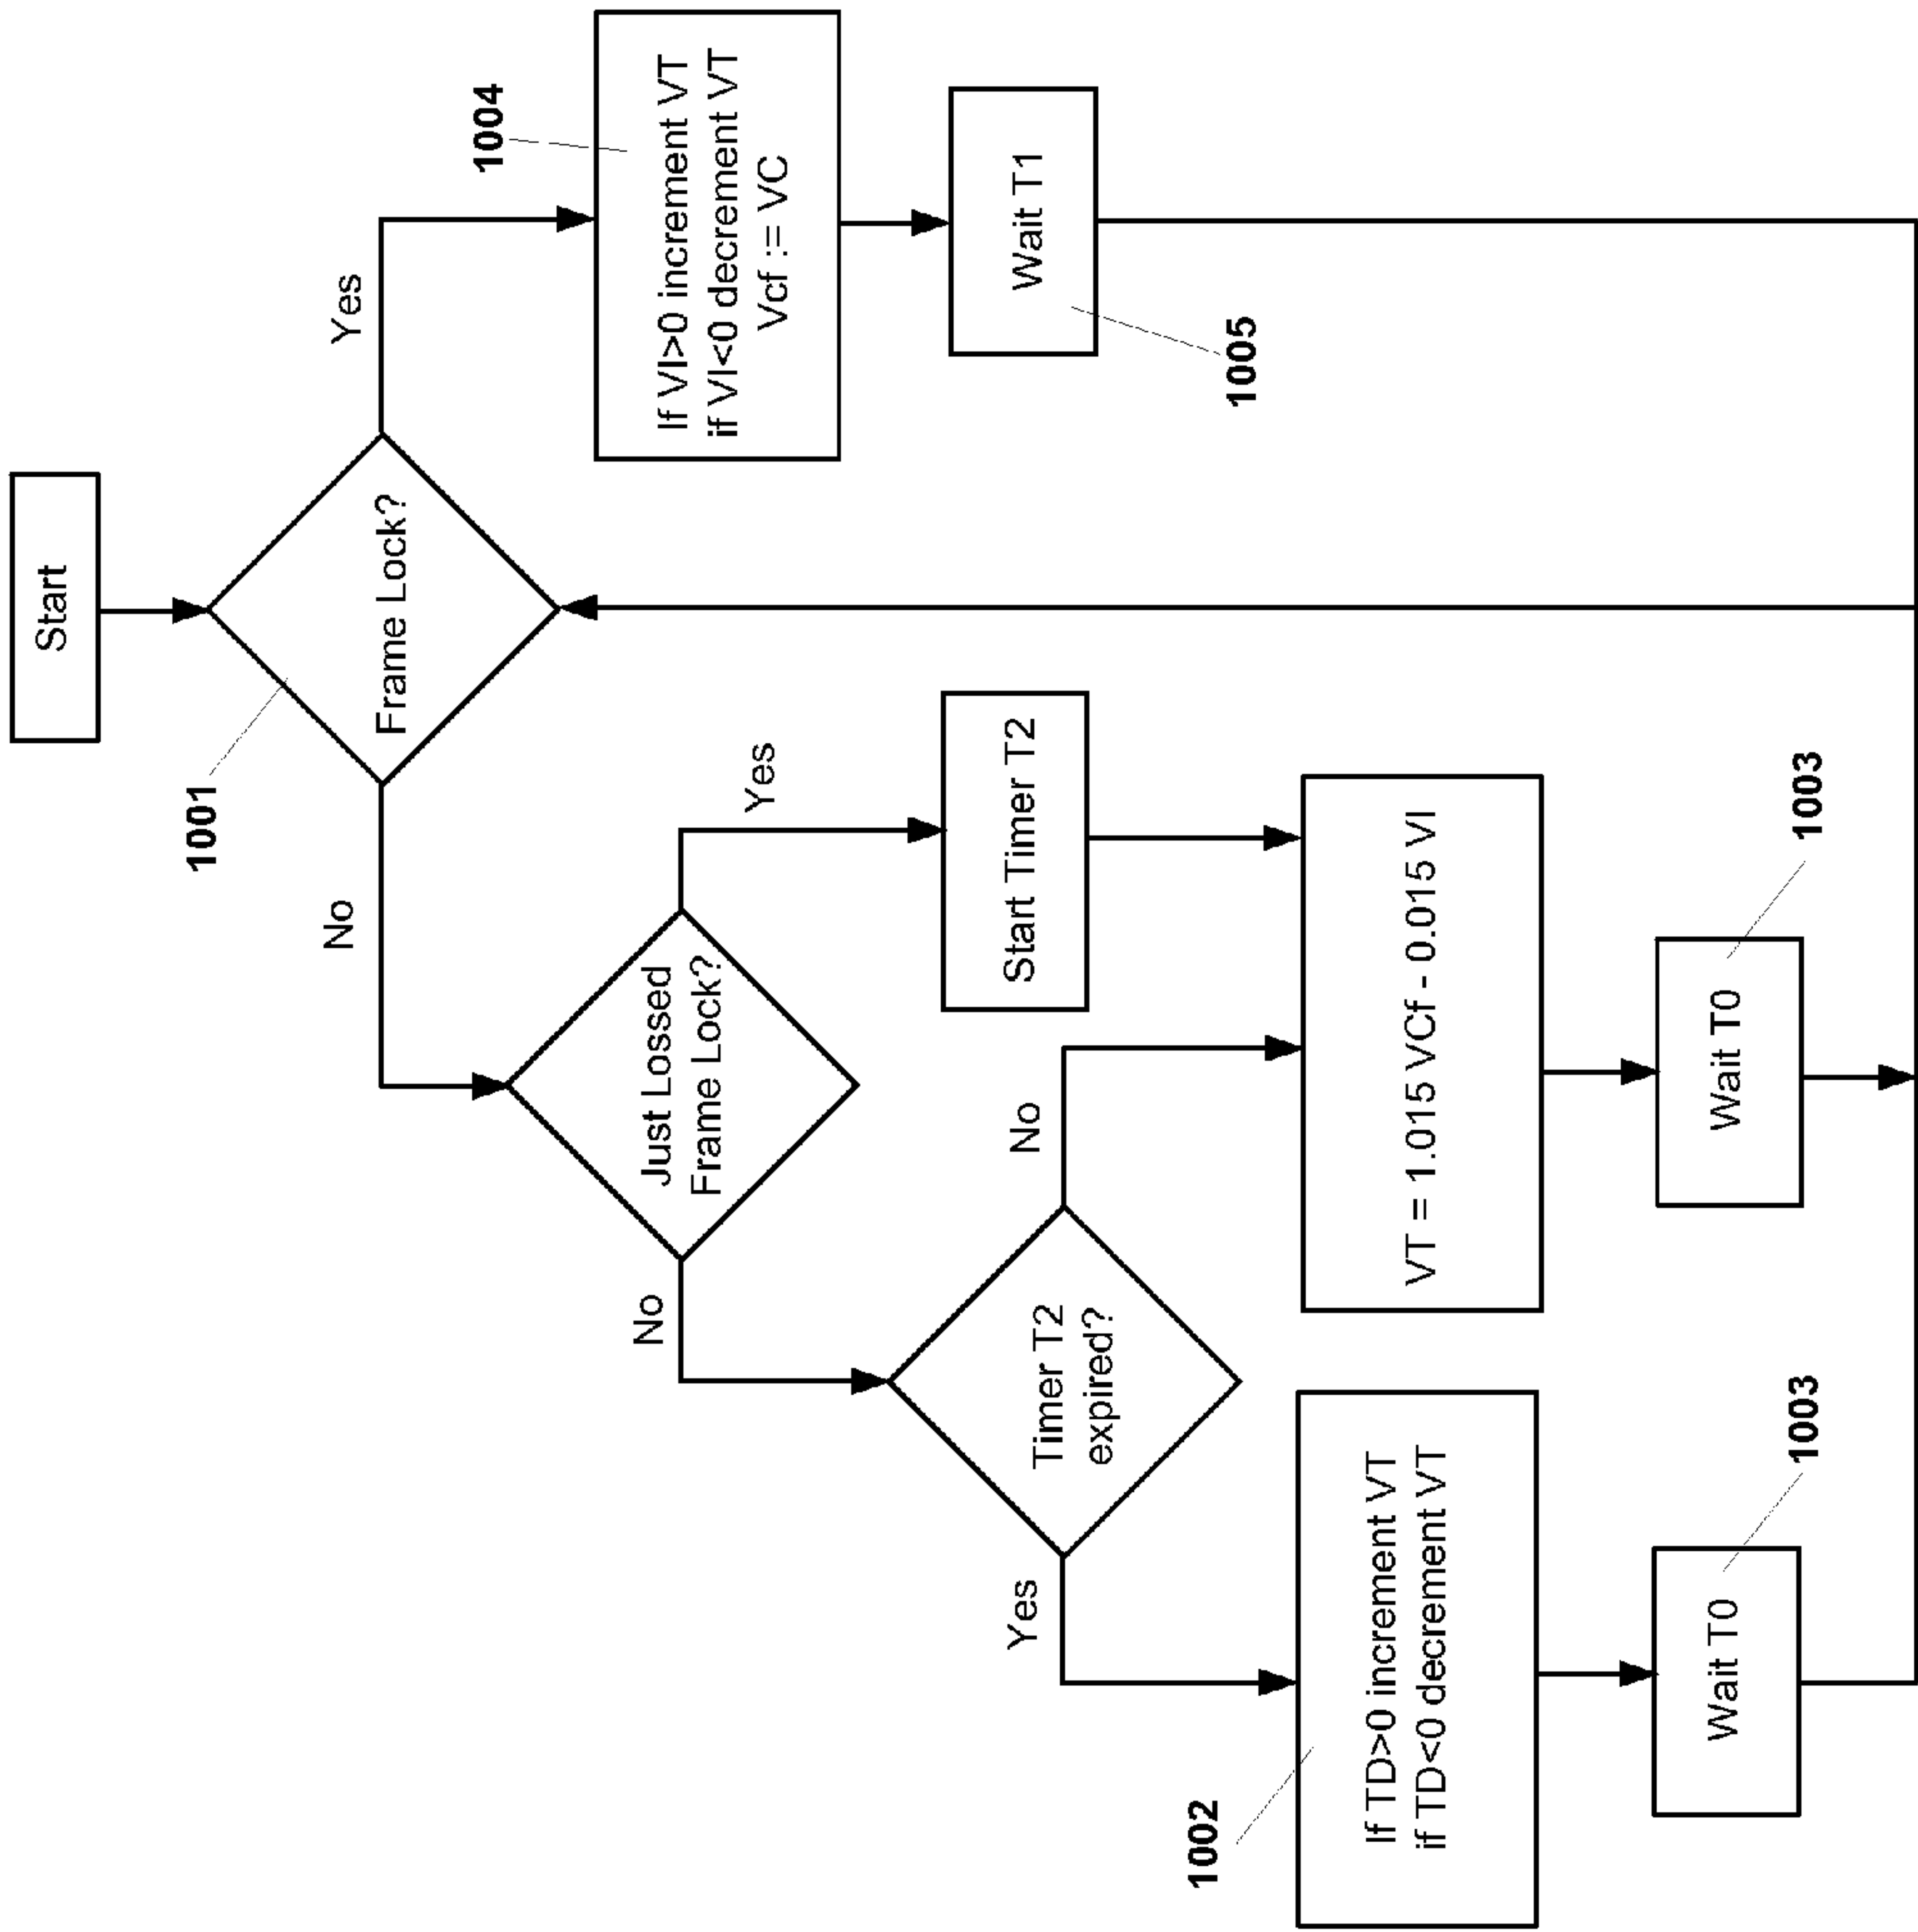 Start
1001
Frame Lock?
No
Yes
1004
If VI>0 increment VT
if VI<0 decrement VT
Vcf := VC
Wait T1
1005
Just Lossed
Frame Lock?
No
Yes
Start Timer T2
Timer T2
expired?
Yes
No
1002
If TD>0 increment VT
if TD<0 decrement VT
VT = 1.015 VCf - 0.015 VI
Wait T0
1003
Wait T0
1003